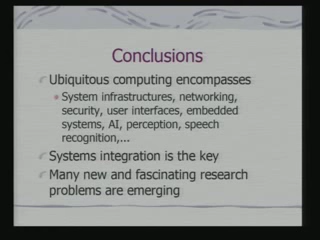 Conclusions
Ubiquitous computing encompasses
System infrastructures, networking,
security, user interfaces, embedded
systems, AI, perception, speech
recognition,...
Systems integration is the key
Many new and fascinating research
problems are emerging